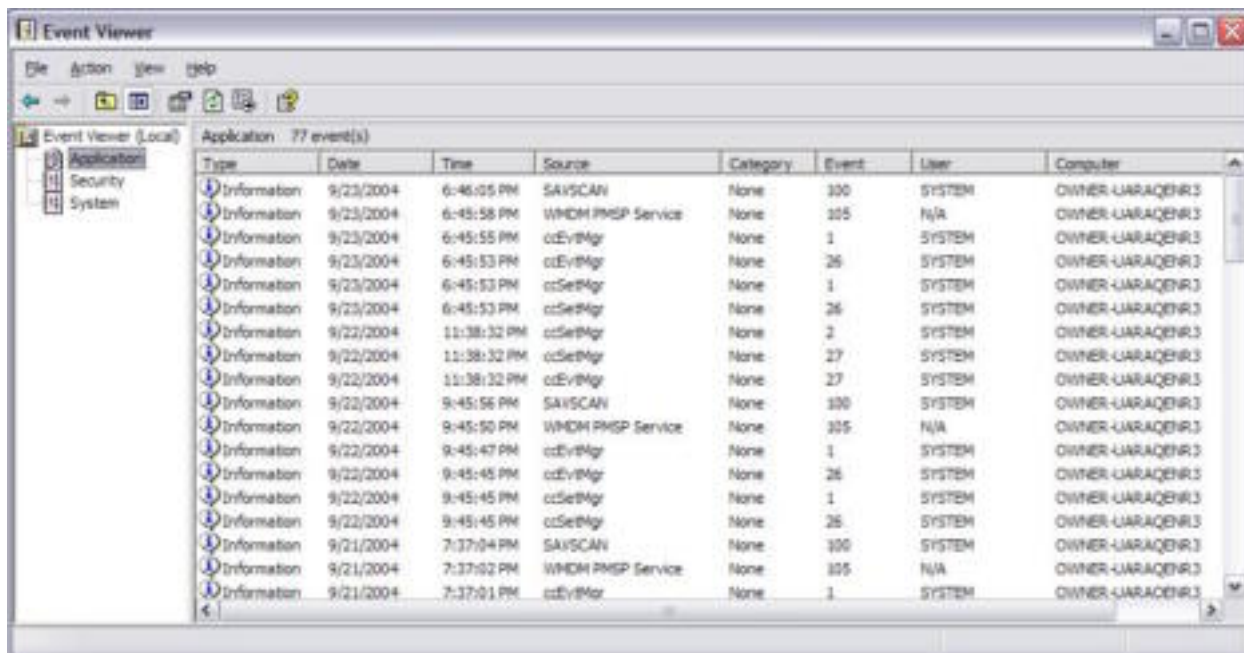 Event Viewer
File Action View Help
Event Viewer (Local)
Application
Security
System
Application 77 event(s)
Type Date Time Source Category Event User Computer
Information 9/23/2004 6:46:05 PM SAVSCAN None 100 SYSTEM OWNER-UARAQENR3
Information 9/23/2004 6:45:58 PM WMDM PMSP Service None 105 N/A OWNER-UARAQENR3
Information 9/23/2004 6:45:55 PM ccEvtMgr None 1 SYSTEM OWNER-UARAQENR3
Information 9/23/2004 6:45:53 PM ccEvtMgr None 26 SYSTEM OWNER-UARAQENR3
Information 9/23/2004 6:45:53 PM ccSetMgr None 1 SYSTEM OWNER-UARAQENR3
Information 9/23/2004 6:45:53 PM ccSetMgr None 26 SYSTEM OWNER-UARAQENR3
Information 9/22/2004 11:38:32 PM ccSetMgr None 2 SYSTEM OWNER-UARAQENR3
Information 9/22/2004 11:38:32 PM ccSetMgr None 27 SYSTEM OWNER-UARAQENR3
Information 9/22/2004 11:38:32 PM ccEvtMgr None 27 SYSTEM OWNER-UARAQENR3
Information 9/22/2004 9:45:56 PM SAVSCAN None 100 SYSTEM OWNER-UARAQENR3
Information 9/22/2004 9:45:50 PM WMDM PMSP Service None 105 N/A OWNER-UARAQENR3
Information 9/22/2004 9:45:47 PM ccEvtMgr None 1 SYSTEM OWNER-UARAQENR3
Information 9/22/2004 9:45:45 PM ccEvtMgr None 26 SYSTEM OWNER-UARAQENR3
Information 9/22/2004 9:45:45 PM ccSetMgr None 1 SYSTEM OWNER-UARAQENR3
Information 9/22/2004 9:45:45 PM ccSetMgr None 26 SYSTEM OWNER-UARAQENR3
Information 9/21/2004 7:37:04 PM SAVSCAN None 100 SYSTEM OWNER-UARAQENR3
Information 9/21/2004 7:37:02 PM WMDM PMSP Service None 105 N/A OWNER-UARAQENR3
Information 9/21/2004 7:37:01 PM ccEvtMgr None 1 SYSTEM OWNER-UARAQENR3